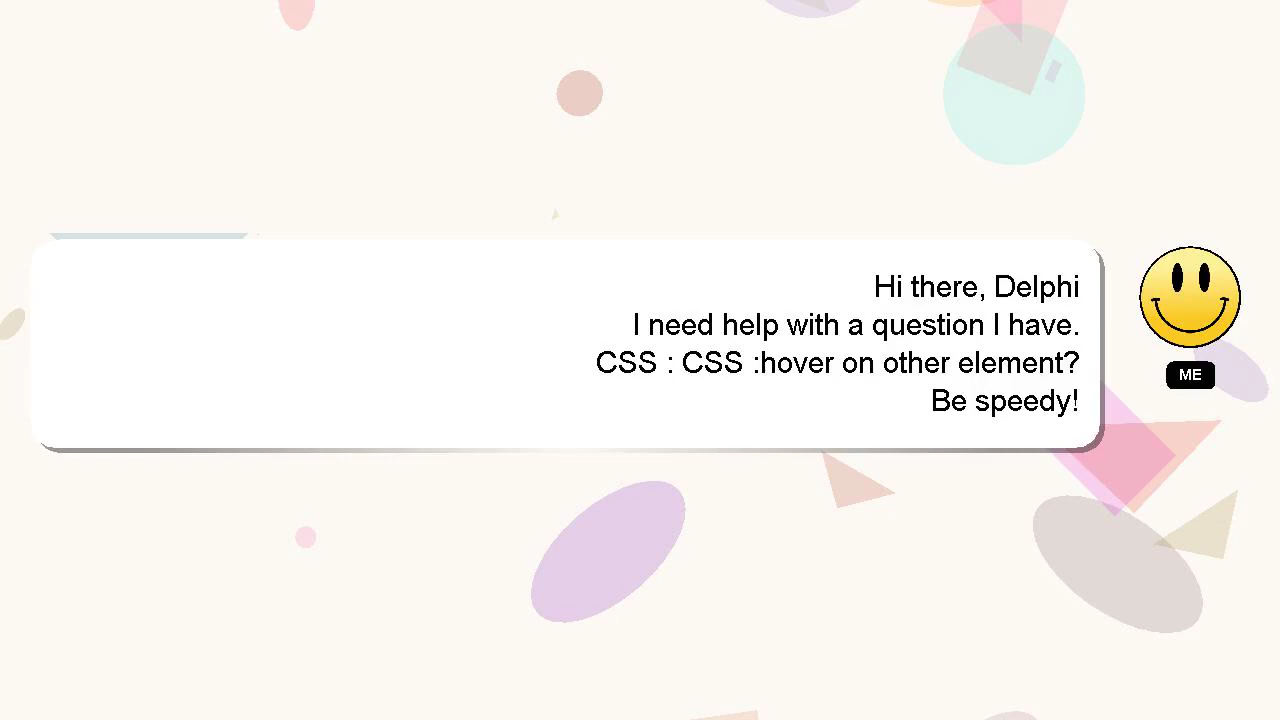 Hi there, Delphi
I need help with a question I have.
CSS : CSS :hover on other element?
Be speedy!
ME